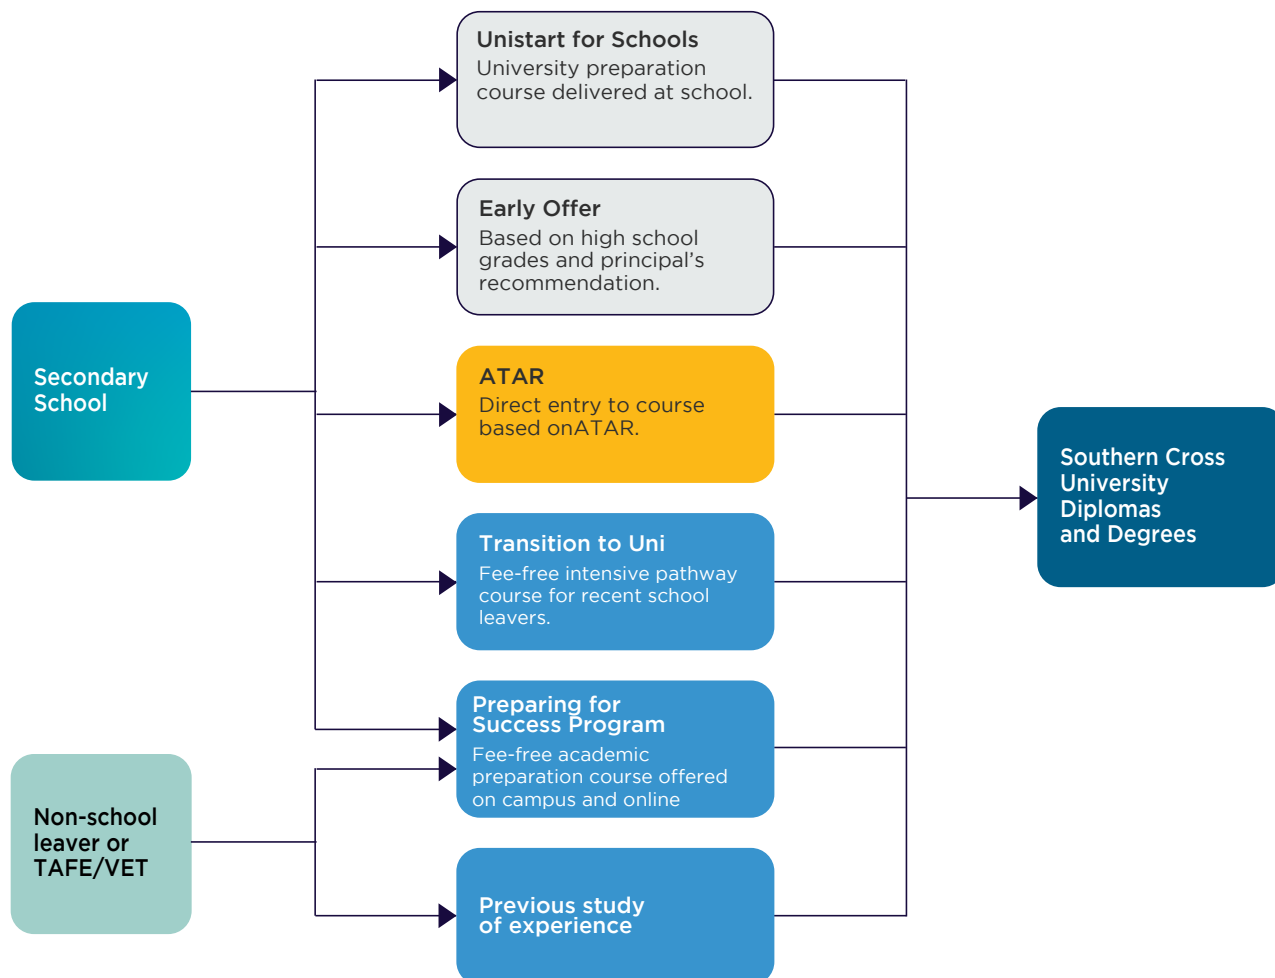 Unistart for Schools
University preparation
course delivered at school.
Early Offer
Based on high school
grades and principal’s
recommendation.
Secondary
School
ATAR
Direct entry to course
based onATAR.
Southern Cross
University
Diplomas
and Degrees
Transition to Uni
Fee-free intensive pathway
course for recent school
leavers.
Preparing for
Success Program
Fee-free academic
preparation course offered
on campus and online
Non-school
leaver or
TAFE/VET
Previous study
of experience